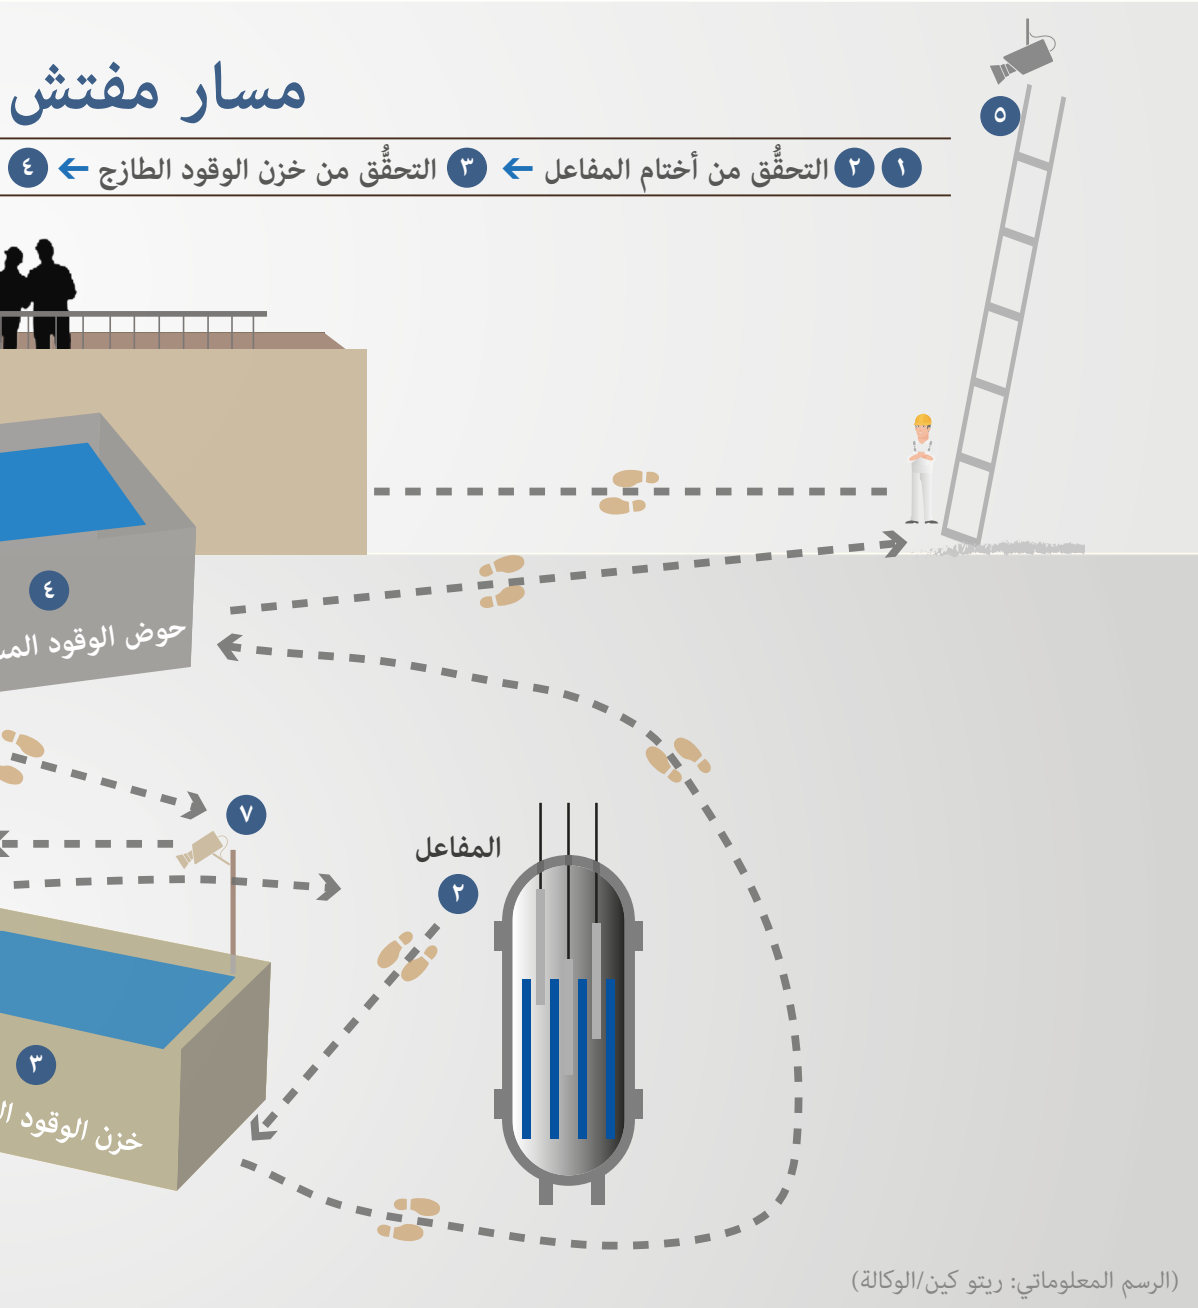 مسار مفتش
١ ٢ التحقُّق من أختام المفاعل ← ٣ التحقُّق من خزن الوقود الطازج ← ٤
٥
٤
حوض الوقود
٧
المفاعل
٢
٣
خزن الوقود
(الرسم المعلوماتي: ريتو كين/الوكالة)